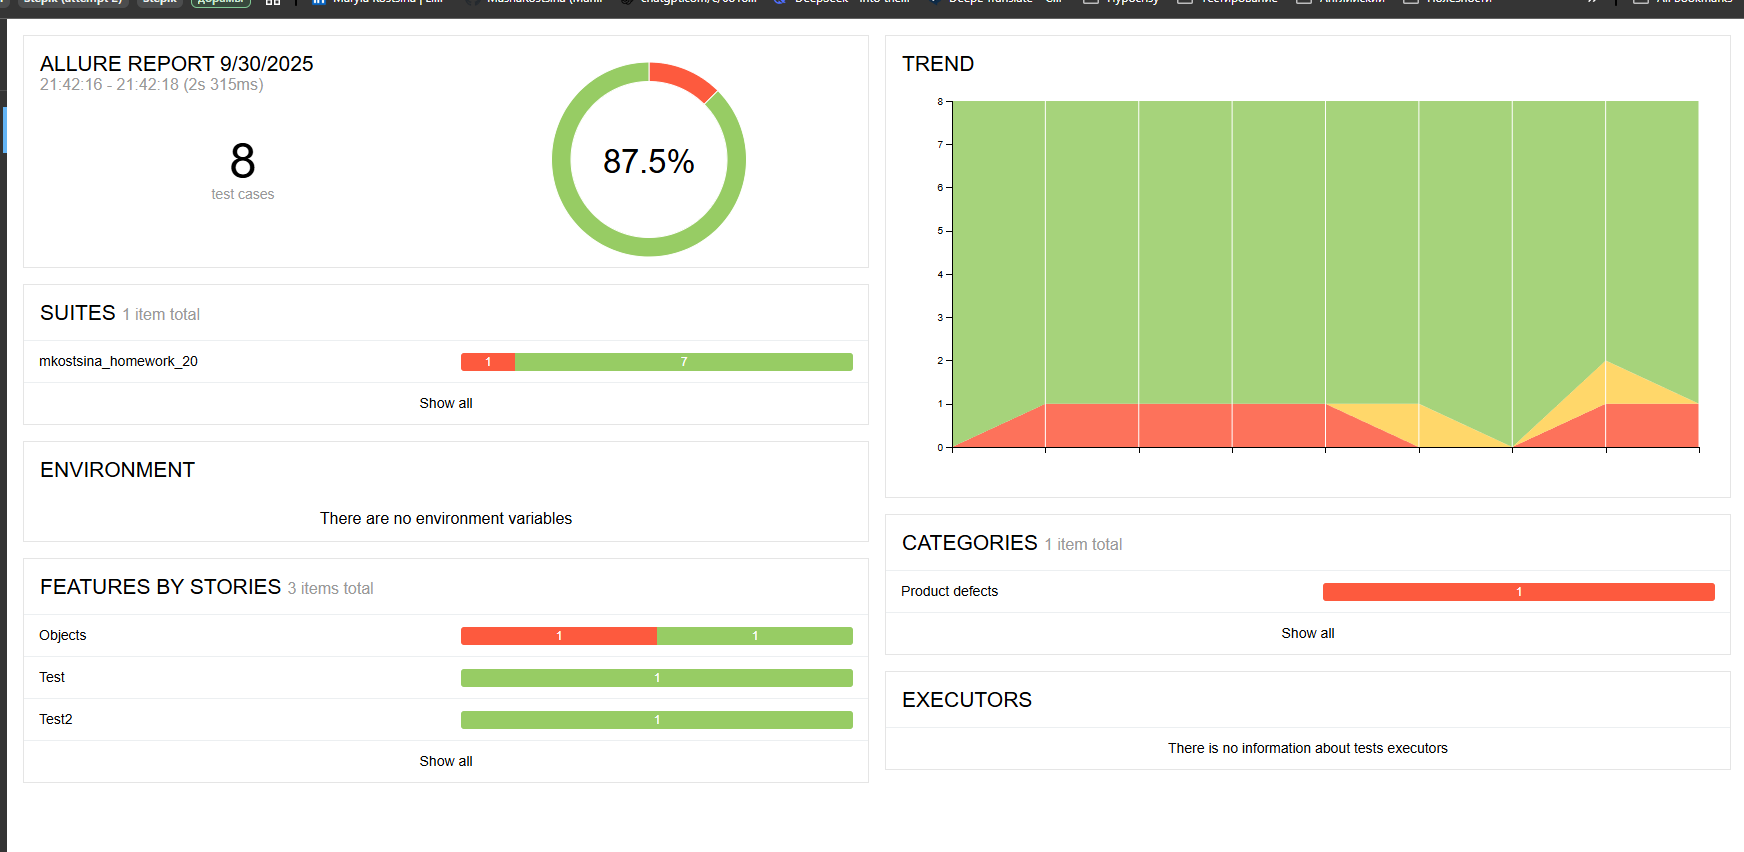 ALLURE REPORT 9/30/2025
21:42:16 - 21:42:18 (2s 315ms)
8
test cases
87.5%
SUITES 1 item total
mkostsina_homework_20
1 7
Show all
ENVIRONMENT
There are no environment variables
FEATURES BY STORIES 3 items total
Objects
1 1
Test
1
Test2
1
Show all
TREND
8
7
6
5
4
3
2
1
0
CATEGORIES 1 item total
Product defects
1
Show all
EXECUTORS
There is no information about tests executors